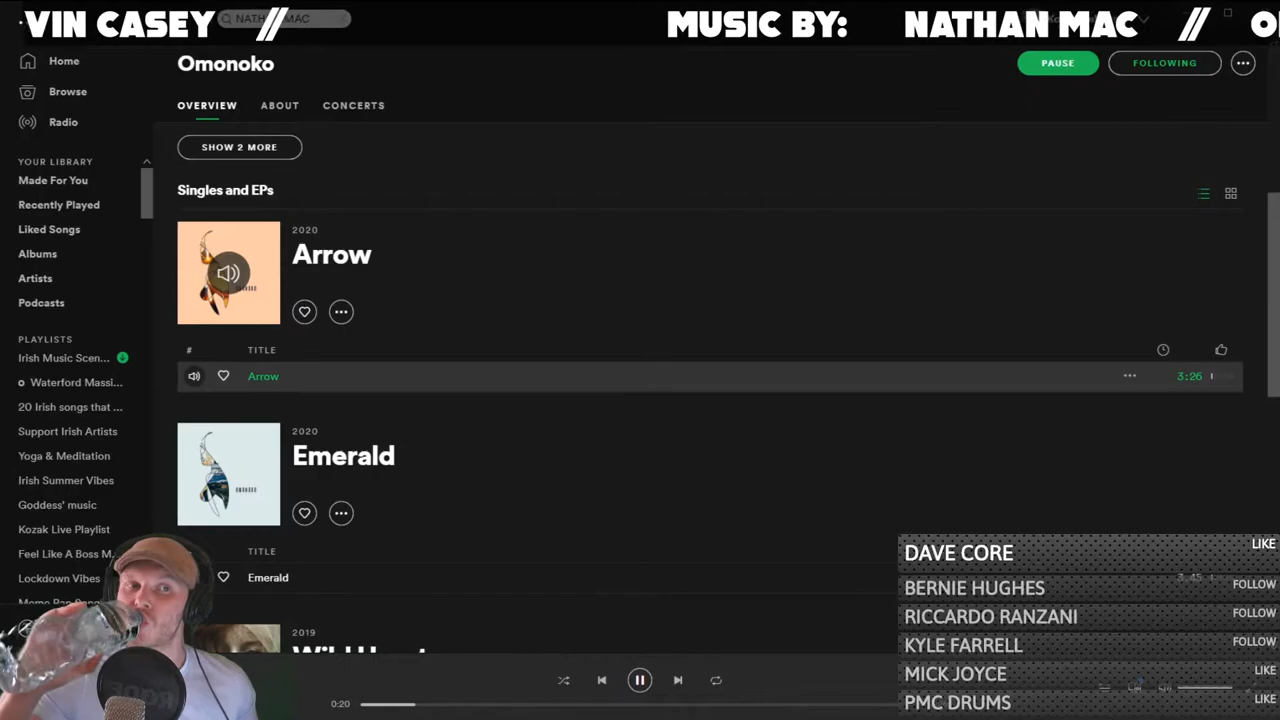 VIN CASEY // MUSIC BY: NATHAN MAC //
NATHAN MAC
Home
Browse
Radio
YOUR LIBRARY
Made For You
Recently Played
Liked Songs
Albums
Artists
Podcasts
PLAYLISTS
Irish Music Scen...
Waterford Massi...
20 Irish songs that ...
Support Irish Artists
Yoga & Meditation
Irish Summer Vibes
Goddess' music
Kozak Live Playlist
Feel Like A Boss M...
Lockdown Vibes
Omonoko
PAUSE
FOLLOWING
OVERVIEW ABOUT CONCERTS
SHOW 2 MORE
Singles and EPs
2020
Arrow
# TITLE
Arrow 3:26
2020
Emerald
TITLE
Emerald 3:45
2019
0:20
DAVE CORE LIKE
BERNIE HUGHES FOLLOW
RICCARDO RANZANI FOLLOW
KYLE FARRELL FOLLOW
MICK JOYCE LIKE
PMC DRUMS LIKE